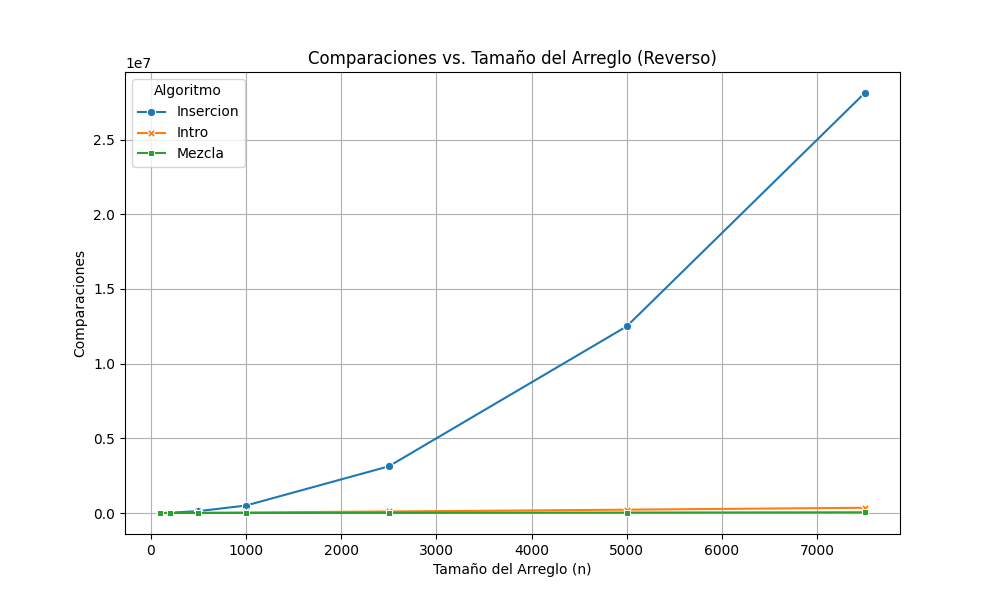 Comparaciones vs. Tamaño del Arreglo (Reverso)
1e7
Algoritmo
Insercion
Intro
Mezcla
2.5
2.0
1.5
1.0
0.5
0.0
Comparaciones
0 1000 2000 3000 4000 5000 6000 7000
Tamaño del Arreglo (n)